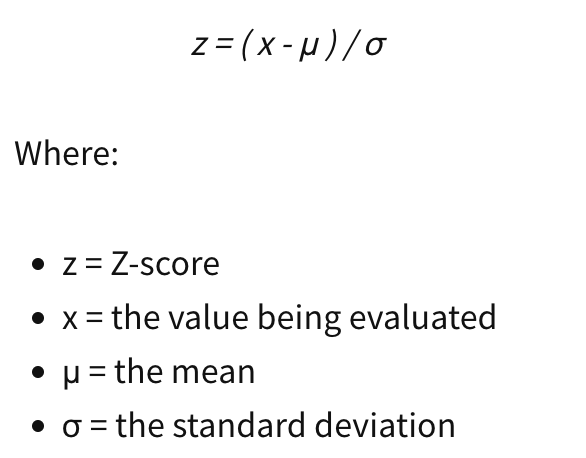 z = ( x - μ ) / σ
Where:
• z = Z-score
• x = the value being evaluated
• μ = the mean
• σ = the standard deviation